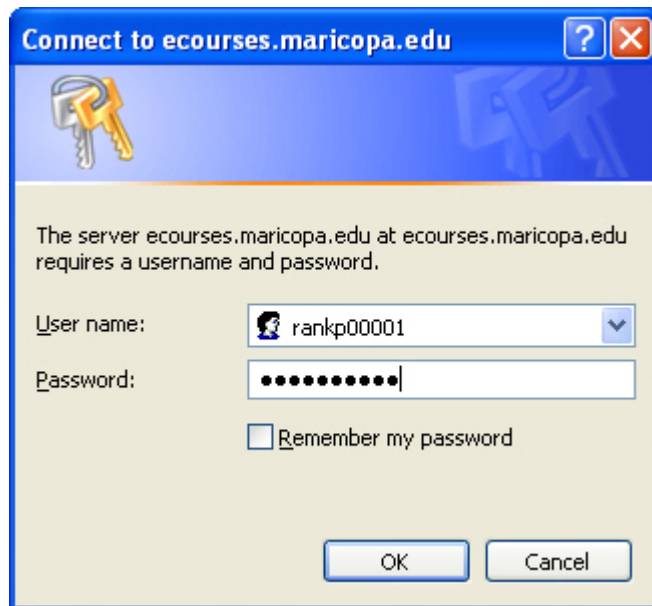 Connect to ecourses.maricopa.edu
The server ecourses.maricopa.edu at ecourses.maricopa.edu
requires a username and password.
User name:
rankp00001
Password:
●●●●●●●●●●
Remember my password
OK
Cancel